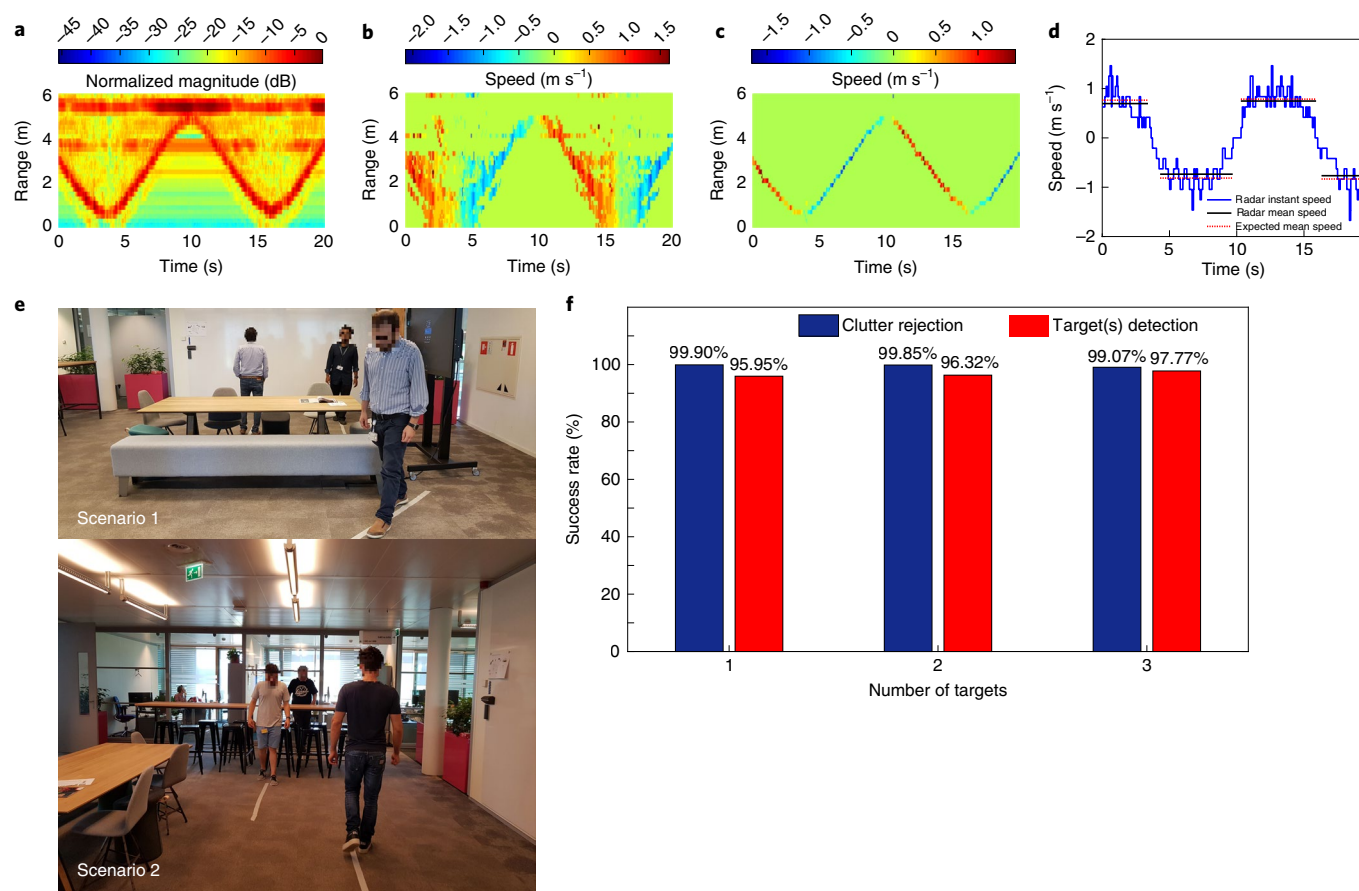 a
−45 −40 −35 −30 −25 −20 −15 −10 −5 0
Normalized magnitude (dB)
6
4
2
0
Range (m)
0 5 10 15 20
Time (s)
b
−2.0 −1.5 −1.0 −0.5 0 0.5 1.0 1.5
Speed (m s⁻¹)
6
4
2
0
Range (m)
0 5 10 15 20
Time (s)
c
−1.5 −1.0 −0.5 0 0.5 1.0
Speed (m s⁻¹)
6
4
2
0
Range (m)
0 5 10 15
Time (s)
d
2
1
0
−1
−2
Speed (m s⁻¹)
Radar instant speed
Radar mean speed
Expected mean speed
0 5 10 15
Time (s)
e
Scenario 1
Scenario 2
f
Clutter rejection Target(s) detection
99.90% 95.95% 99.85% 96.32% 99.07% 97.77%
100
80
60
40
20
0
Success rate (%)
1 2 3
Number of targets